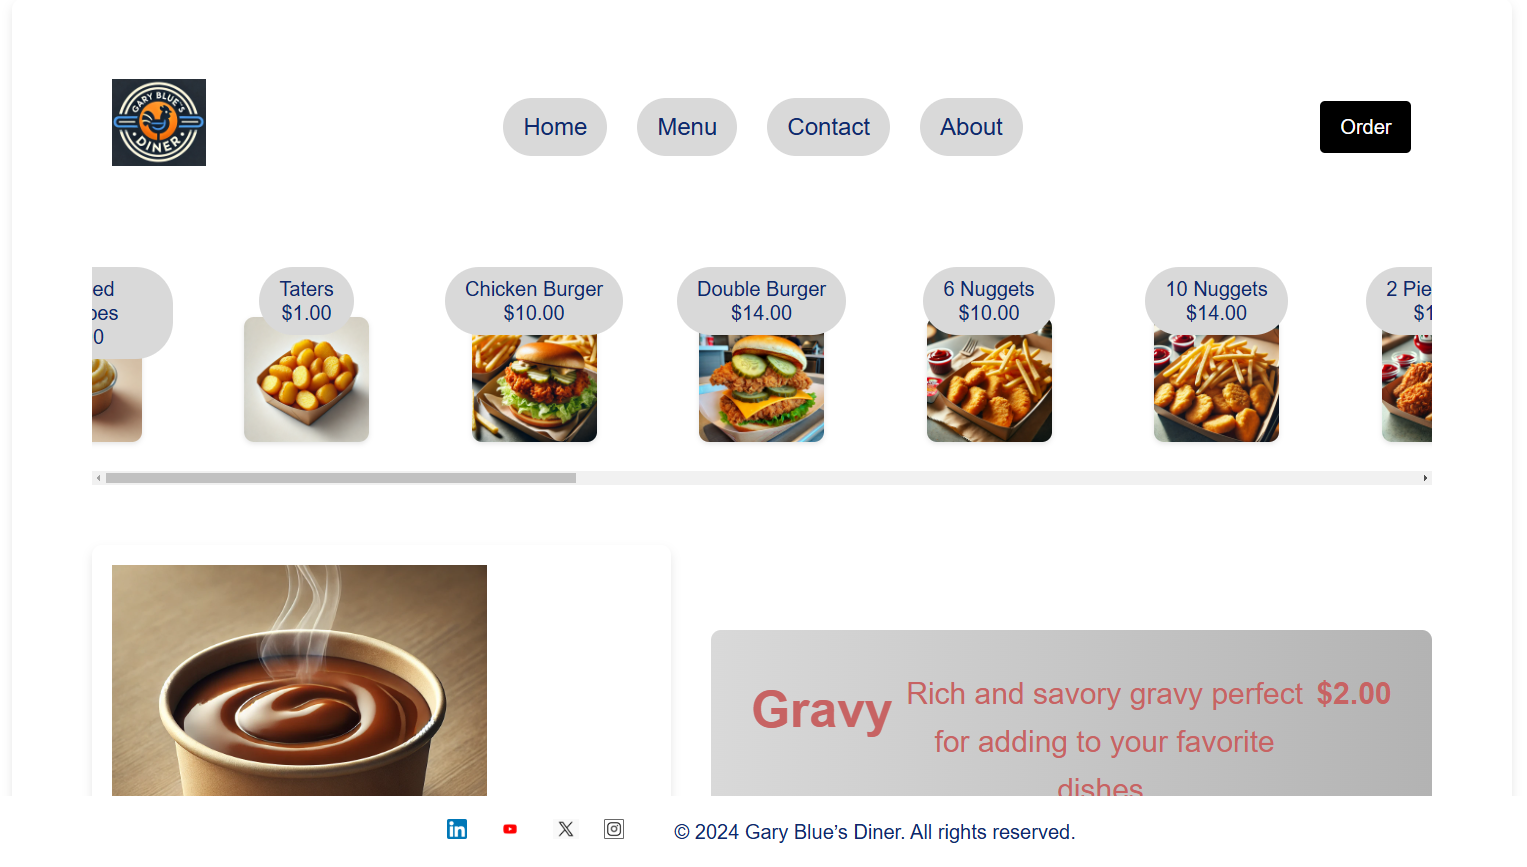 GARY BLUE'S
DINER
Home
Menu
Contact
About
Order
Taters
$1.00
Chicken Burger
$10.00
Double Burger
$14.00
6 Nuggets
$10.00
10 Nuggets
$14.00
2 Pie
$1
ed
oes
0
Gravy
Rich and savory gravy perfect
for adding to your favorite
dishes
$2.00
© 2024 Gary Blue’s Diner. All rights reserved.